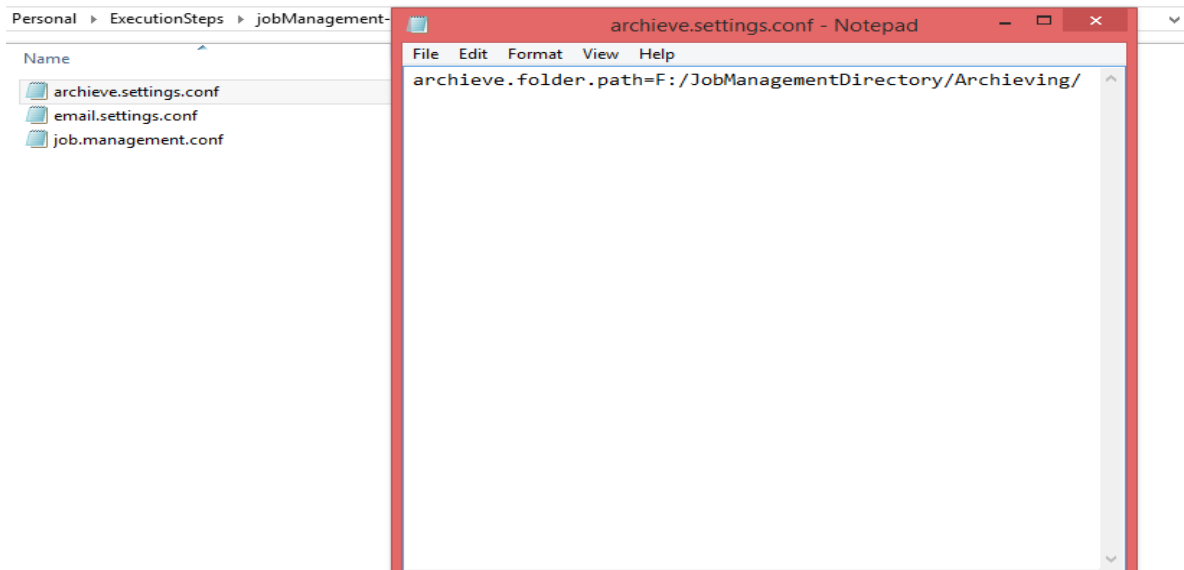 Personal ExecutionSteps jobManagement-
Name
archieve.settings.conf
email.settings.conf
job.management.conf
archieve.settings.conf - Notepad
File Edit Format View Help
archieve.folder.path=F:/JobManagementDirectory/Archieving/